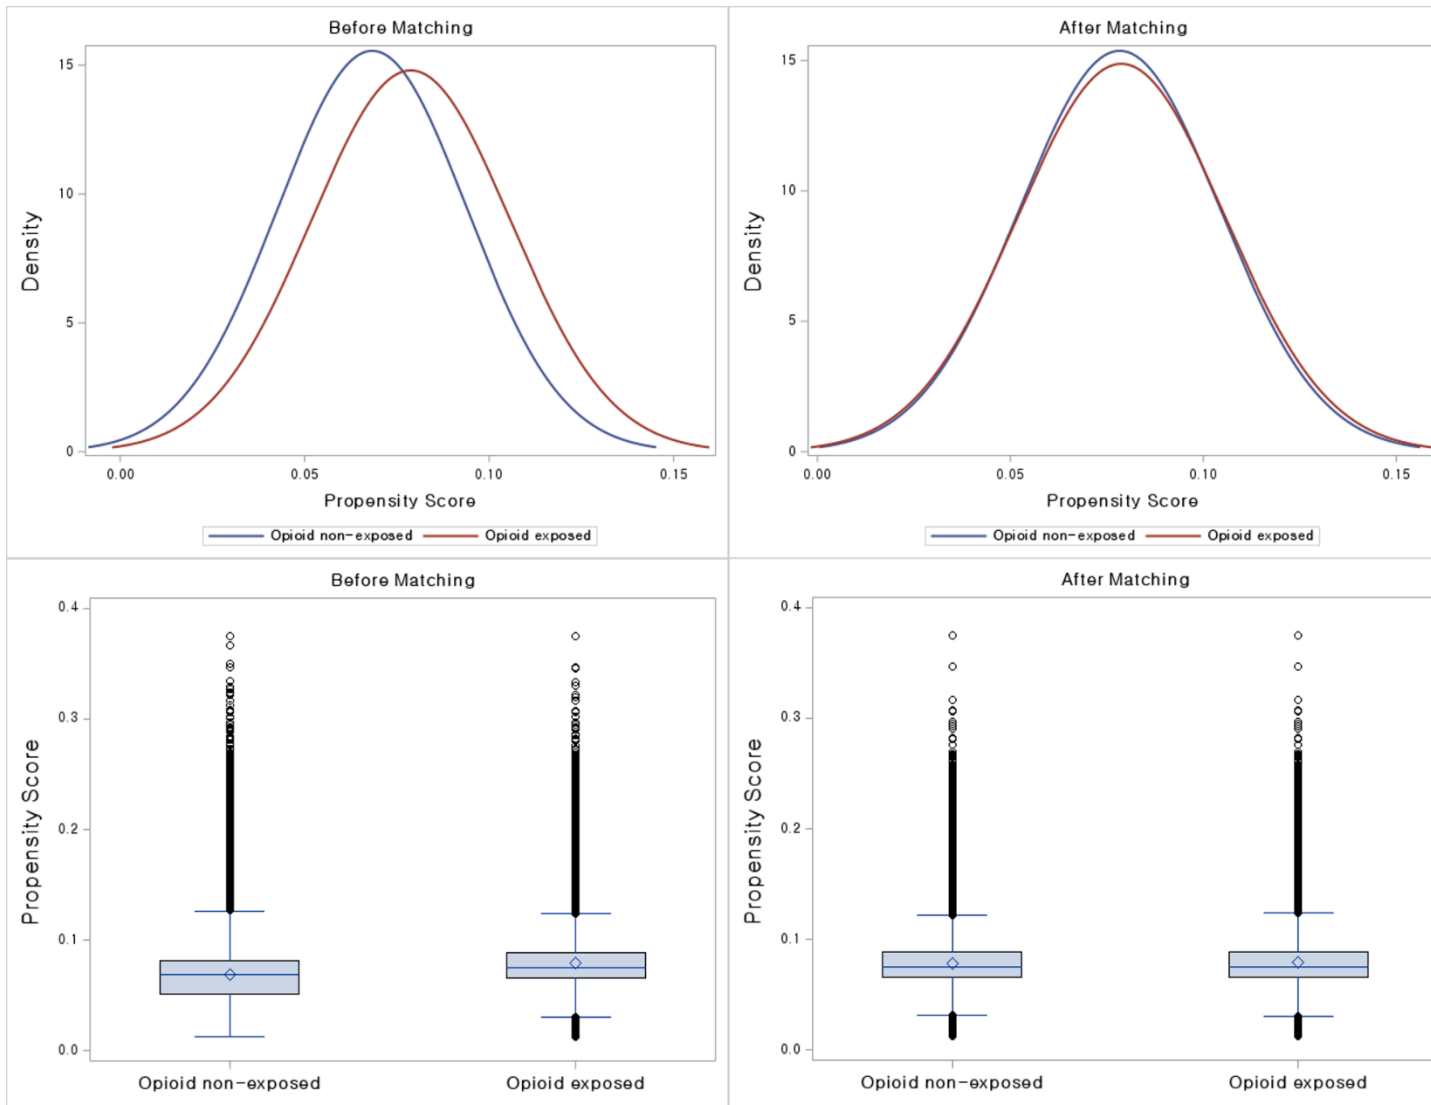 Before Matching
15
10
5
0
Density
0.00 0.05 0.10 0.15
Propensity Score
Opioid non-exposed Opioid exposed
After Matching
15
10
5
0
Density
0.00 0.05 0.10 0.15
Propensity Score
Opioid non-exposed Opioid exposed
Before Matching
0.4
0.3
0.2
0.1
0.0
Propensity Score
Opioid non-exposed Opioid exposed
After Matching
0.4
0.3
0.2
0.1
0.0
Propensity Score
Opioid non-exposed Opioid exposed